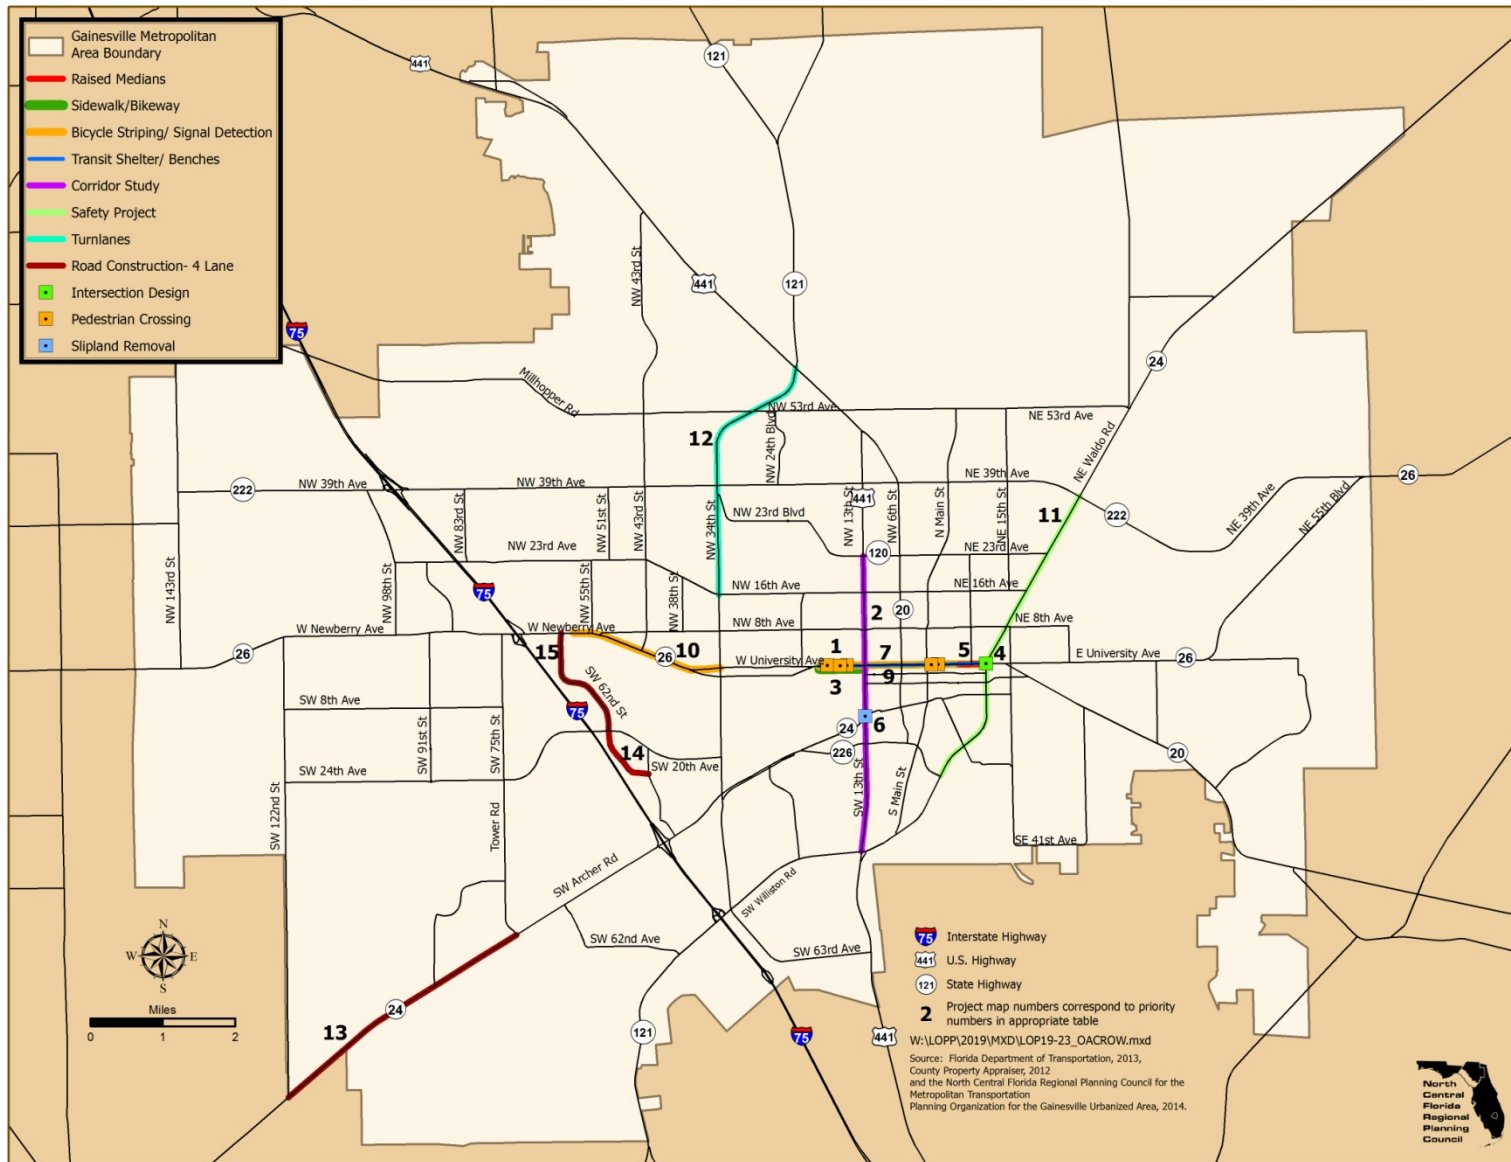 Gainesville Metropolitan
Area Boundary
Raised Medians
Sidewalk/Bikeway
Bicycle Striping/ Signal Detection
Transit Shelter/ Benches
Corridor Study
Safety Project
Turnlanes
Road Construction- 4 Lane
Intersection Design
Pedestrian Crossing
Slipland Removal
441
121
441
121
75
NW 43rd St
24
Millhopper Rd
NW 53rd Ave
NE 53rd Ave
12
NW 24th Blvd
NE Waldo Rd
222
NW 39th Ave
NW 39th Ave
NE 39th Ave
26
NW 83rd St
NW 51st St
NW 43rd St
NW 34th St
NW 13th St
441
NW 6th St
N Main St
NE 15th St
11
222
NE 39th Ave
NE 55th Blvd
NW 23rd Blvd
NW 23rd Ave
120
NE 23rd Ave
NW 143rd St
NW 98th St
75
NW 55th St
NW 38th St
NW 16th Ave
NE 16th Ave
2
20
W Newberry Ave
W Newberry Ave
NW 8th Ave
NE 8th Ave
26
15
10
26
W University Ave
1
7
5
4
E University Ave
26
3
9
SW 62nd St
SW 8th Ave
75
24
6
226
20
SW 91st St
SW 75th St
14
SW 20th Ave
SW 24th Ave
SW 13th St
S Main St
SW 122nd St
Tower Rd
SE 41st Ave
SW Archer Rd
SW Williston Rd
SW 62nd Ave
SW 63rd Ave
N
W
E
S
Miles
0
1
2
24
13
121
75
441
75
Interstate Highway
441
U.S. Highway
121
State Highway
2
Project map numbers correspond to priority
numbers in appropriate table
W:\LOPP\2019\MXD\LOP19-23_OACROW.mxd
Source: Florida Department of Transportation, 2013,
County Property Appraiser, 2012
and the North Central Florida Regional Planning Council for the
Metropolitan Transportation
Planning Organization for the Gainesville Urbanized Area, 2014.
North
Central
Florida
Regional
Planning
Council